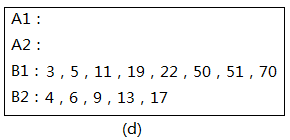 A1 :
A2 :
B1 : 3 , 5 , 11 , 19 , 22 , 50 , 51 , 70
B2 : 4 , 6 , 9 , 13 , 17
(d)